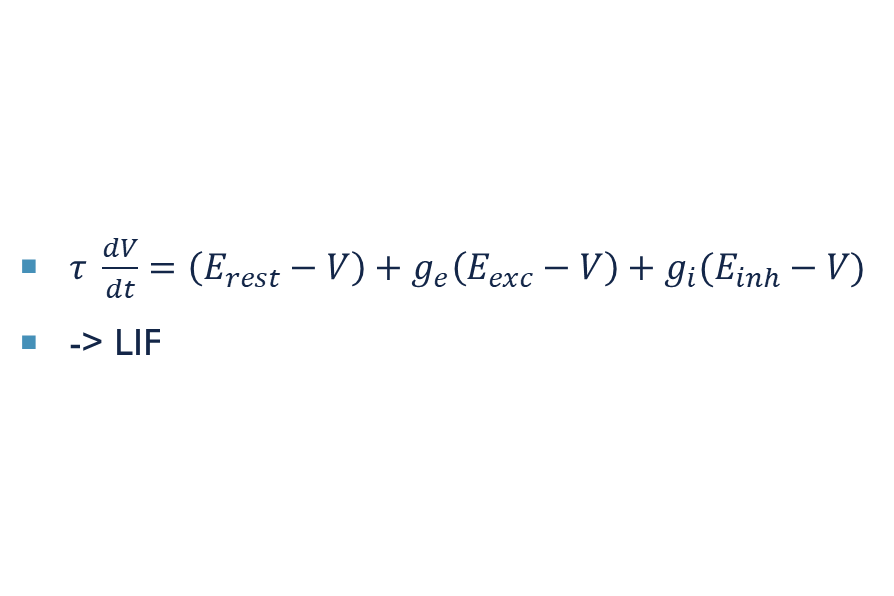 ▪ τ dV/dt = (E_rest − V) + g_e(E_exc − V) + g_i(E_inh − V)
▪ -> LIF